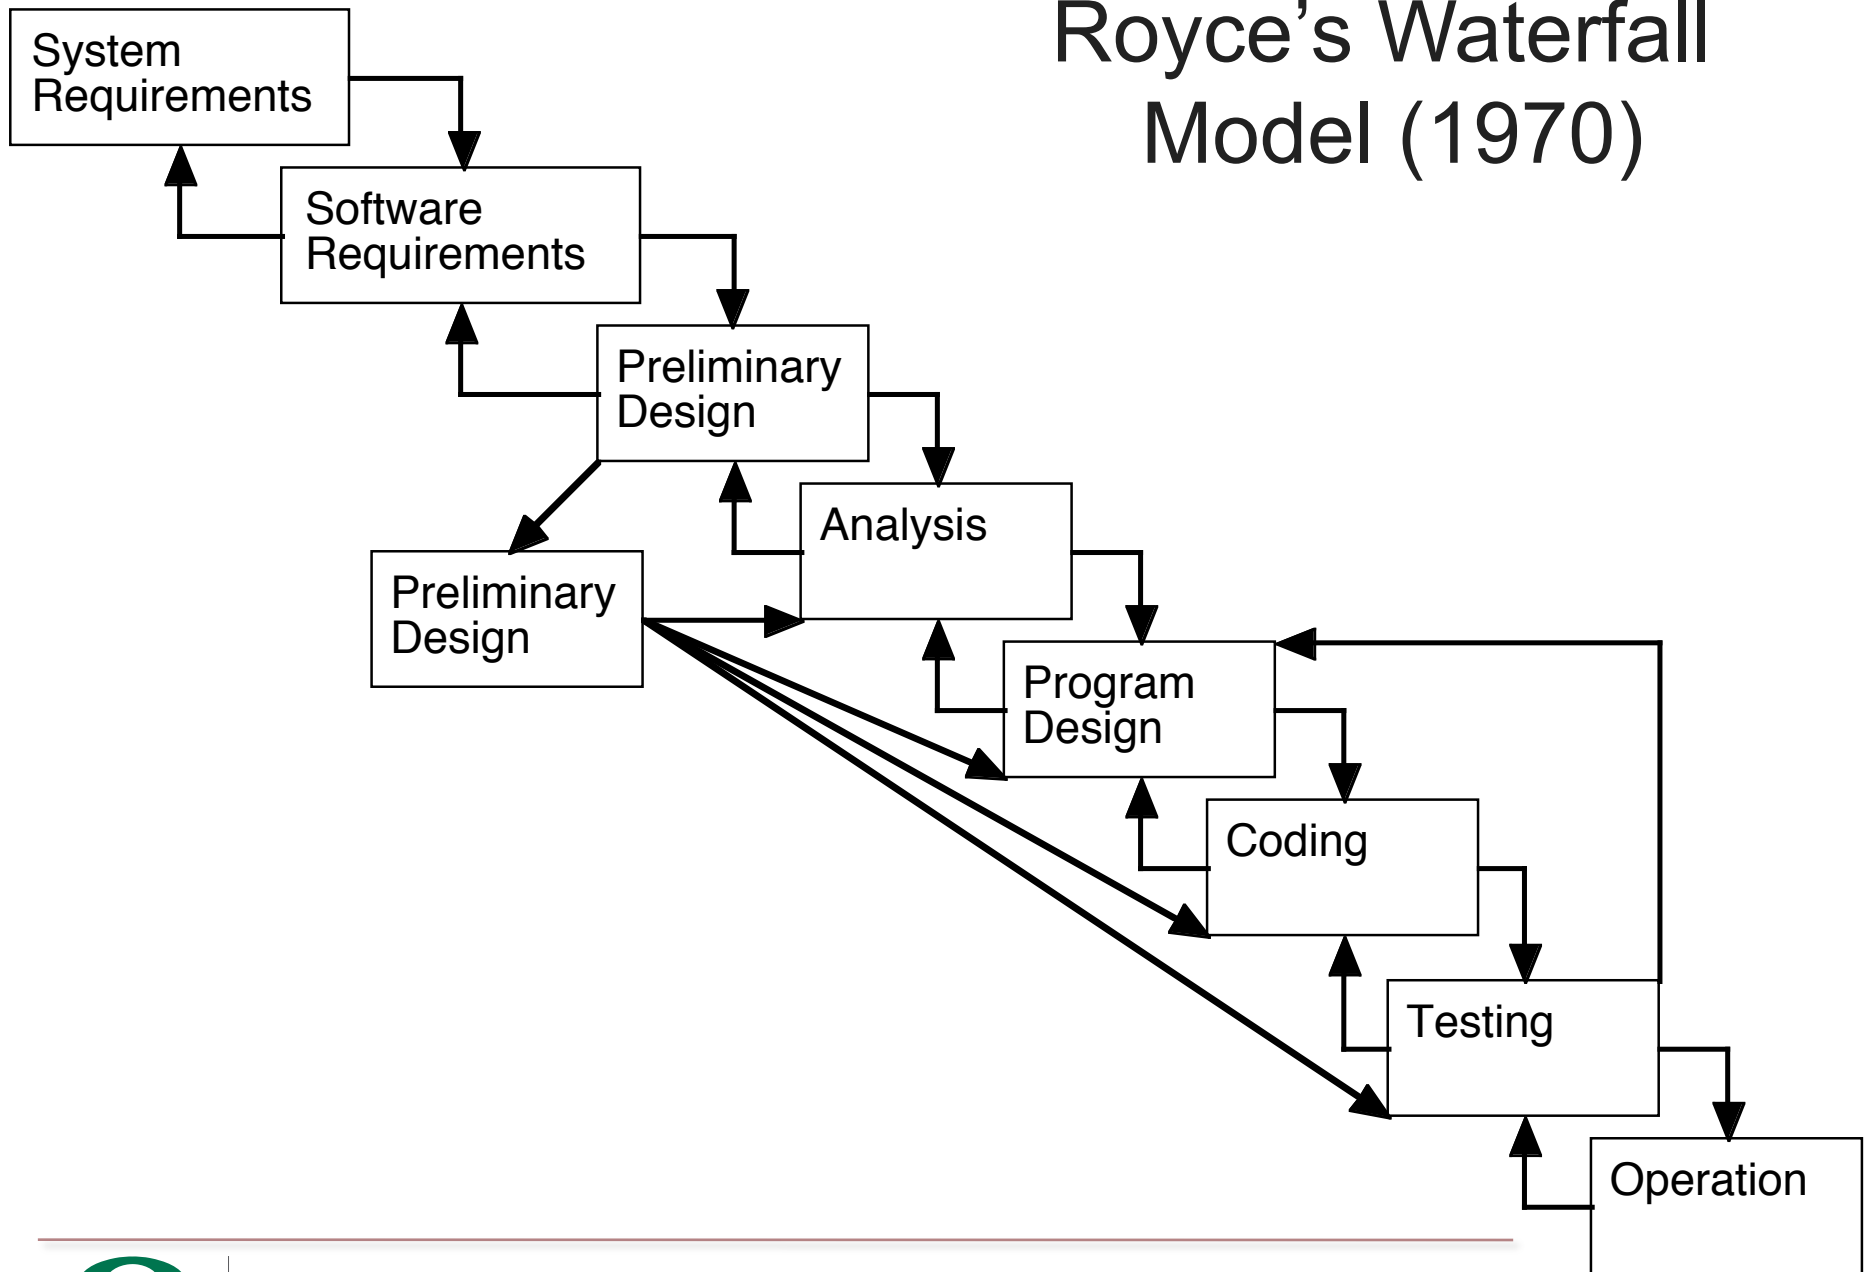 Royce’s Waterfall
Model (1970)
System
Requirements
Software
Requirements
Preliminary
Design
Analysis
Preliminary
Design
Program
Design
Coding
Testing
Operation